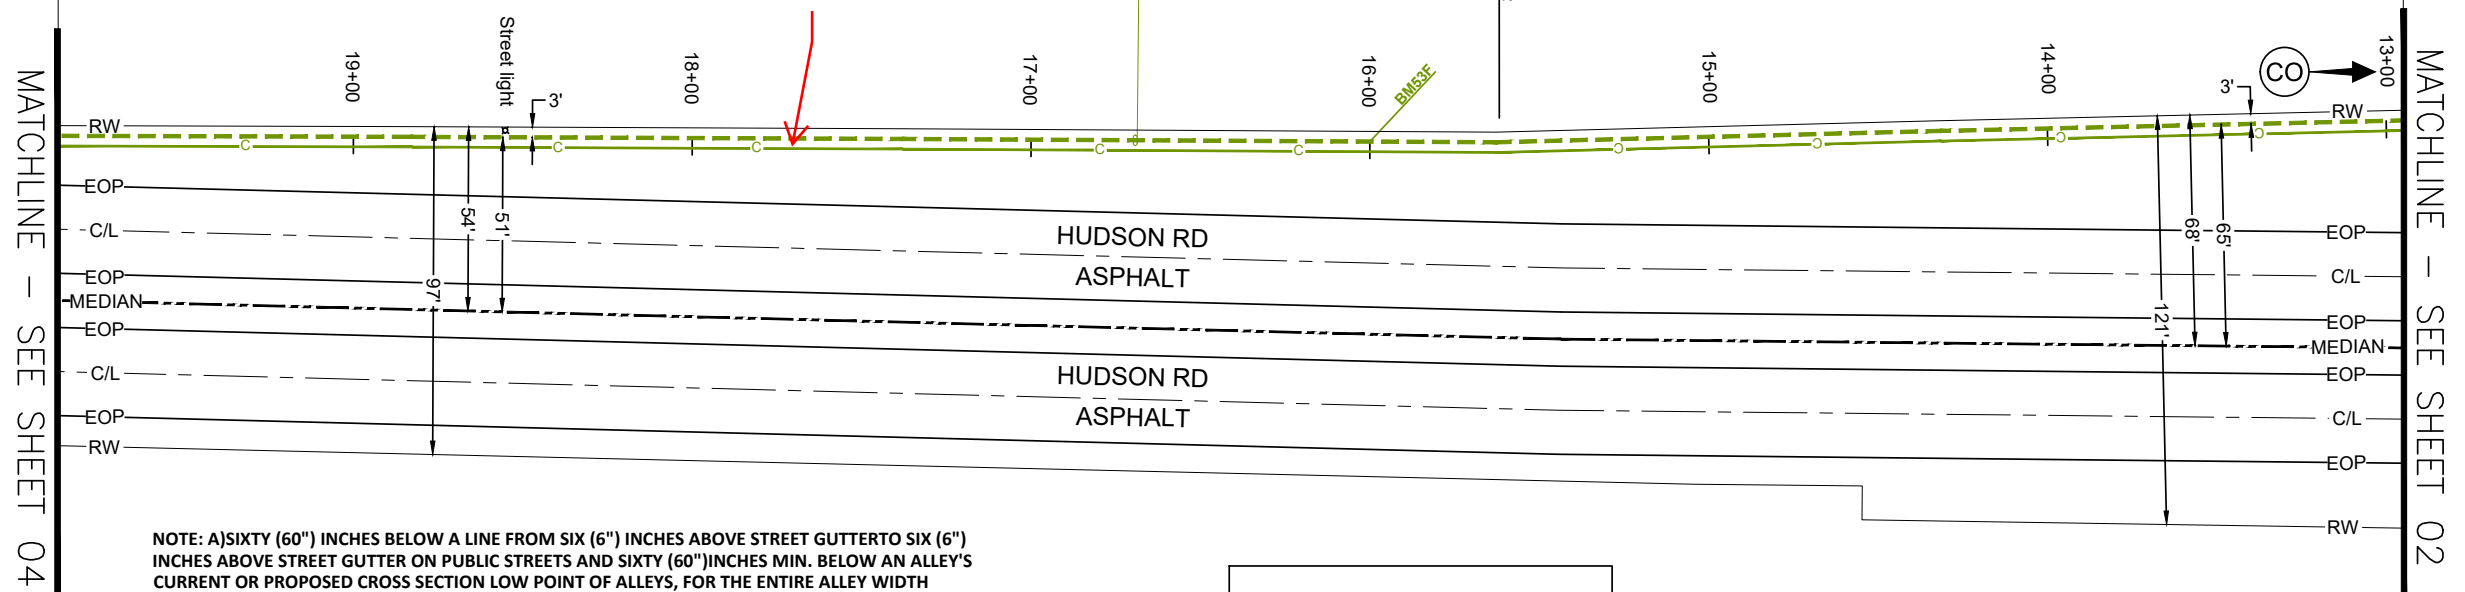 MATCHLINE - SEE SHEET 04
19+00
Street light
3'
18+00
17+00
16+00
BM53F
15+00
14+00
3'
CO
13+00
MATCHLINE - SEE SHEET 02
RW
RW
C C C C C C C C C
EOP
C/L
EOP
MEDIAN
EOP
C/L
EOP
RW
97'
54'
51'
HUDSON RD
ASPHALT
HUDSON RD
ASPHALT
121'
68'
65'
EOP
C/L
EOP
MEDIAN
EOP
C/L
EOP
RW
NOTE: A)SIXTY (60") INCHES BELOW A LINE FROM SIX (6") INCHES ABOVE STREET GUTTERTO SIX (6")
INCHES ABOVE STREET GUTTER ON PUBLIC STREETS AND SIXTY (60")INCHES MIN. BELOW AN ALLEY'S
CURRENT OR PROPOSED CROSS SECTION LOW POINT OF ALLEYS, FOR THE ENTIRE ALLEY WIDTH